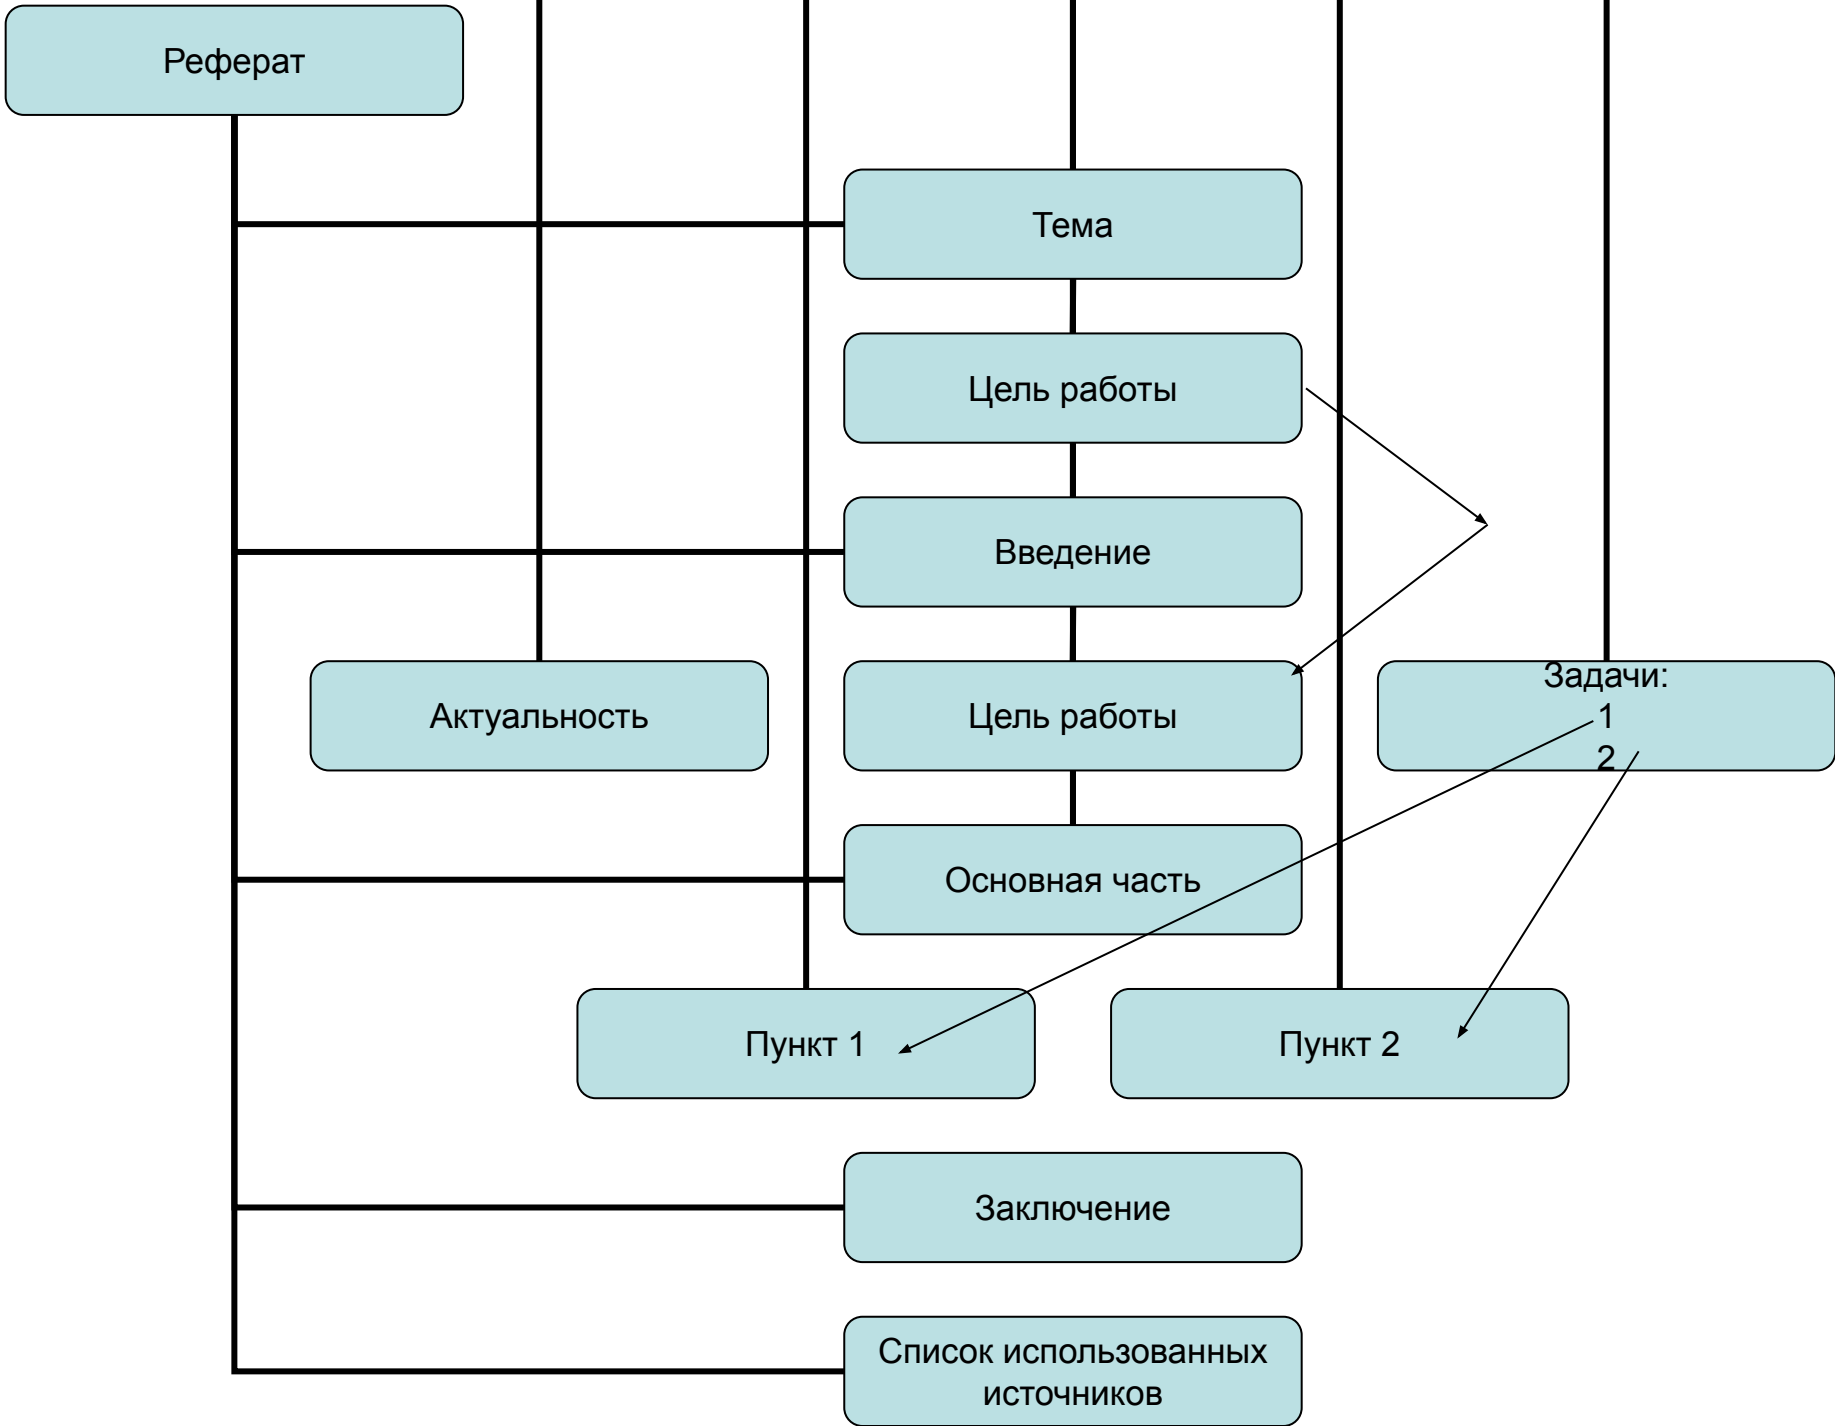 Реферат
Тема
Цель работы
Введение
Актуальность
Цель работы
Задачи:
1
2
Основная часть
Пункт 1
Пункт 2
Заключение
Список использованных
источников